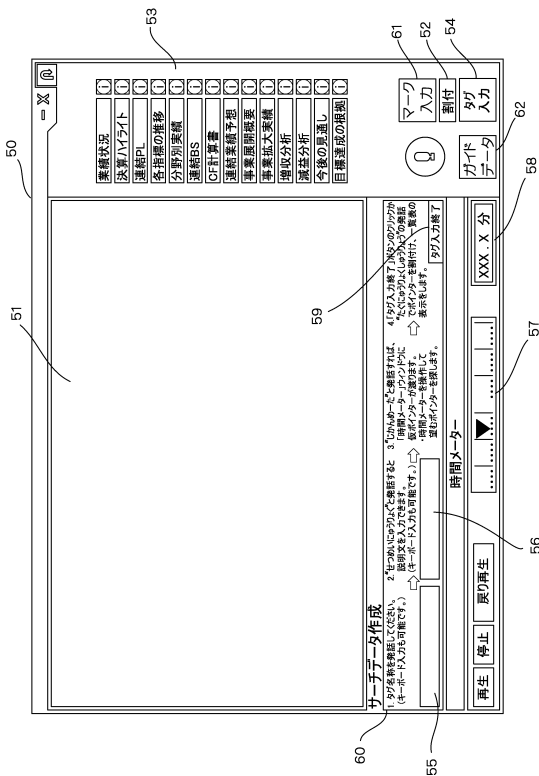 50
53
業績状況
決算ハイライト
連結PL
各指標の推移
分野別実績
連結BS
CF計算書
連結業績予想
事業展開概要
事業拡大実績
増収分析
減益分析
今後の見通し
目標達成の根拠
i
i
i
i
i
i
i
i
i
i
i
i
i
i
51
マーク
入力
61
割付
52
タグ
入力
54
ガイド
データ
62
サーチデータ作成
60
1. タグ名称を発話してください。
(キーボード入力も可能です。)
2. "せつめいにゅうりょく"と発話すると
説明文を入力できます。
(キーボード入力も可能です。)
3. "じかんめーた"と発話すれば、
「時間メーター」ウィンドウに
仮ポインターが渡ります。
・時間メーターを操作して
望むポインターを探します。
4.「タグ入力終了」ボタンのクリックか
"たぐにゅうりょくしゅうりょう"の発話
でポインターを割付け、一覧表の
表示をします。
タグ入力終了
59
55
56
時間メーター
再生
停止
戻り再生
57
XXX . X 分
58